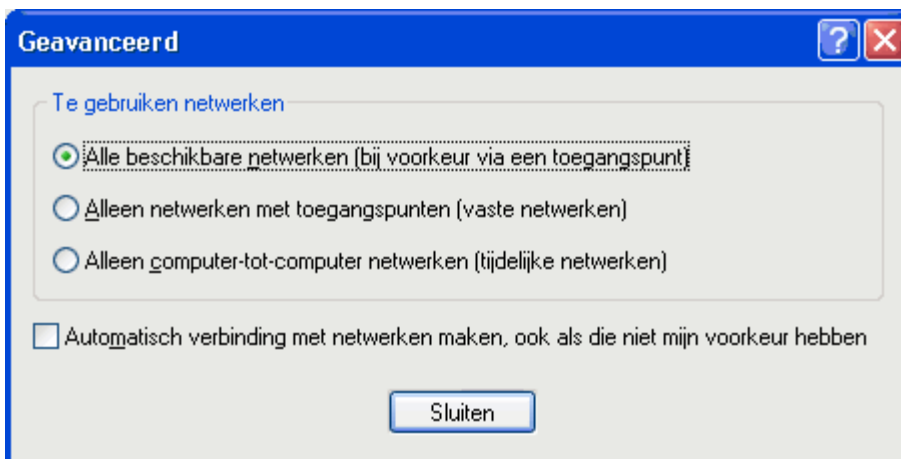 Geavanceerd
Te gebruiken netwerken
Alle beschikbare netwerken (bij voorkeur via een toegangspunt)
Alleen netwerken met toegangspunten (vaste netwerken)
Alleen computer-tot-computer netwerken (tijdelijke netwerken)
Automatisch verbinding met netwerken maken, ook als die niet mijn voorkeur hebben
Sluiten